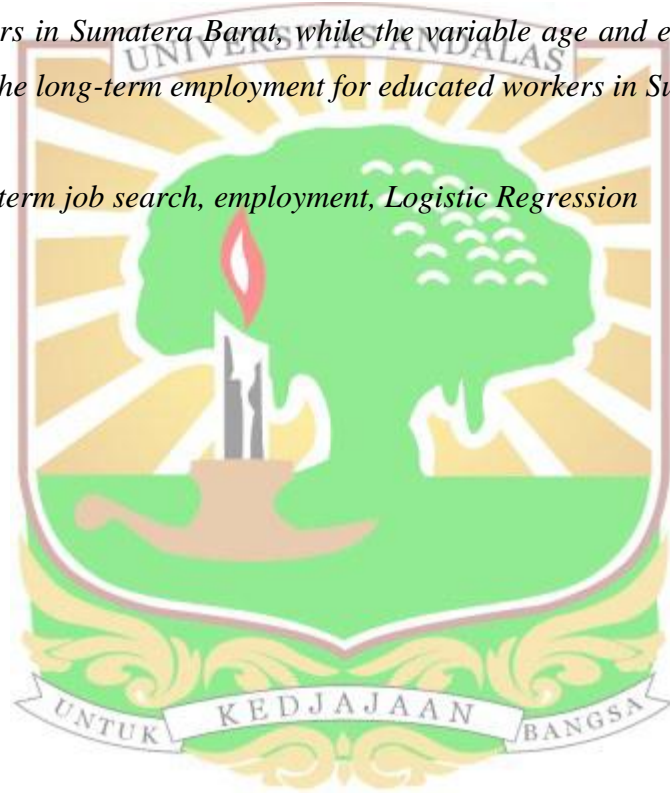 rs in Sumatera Barat, while the variable age and e
UNIVERSITAS ANDALAS
he long-term employment for educated workers in Su
term job search, employment, Logistic Regression
UNTUK KEDJAJAAN BANGSA